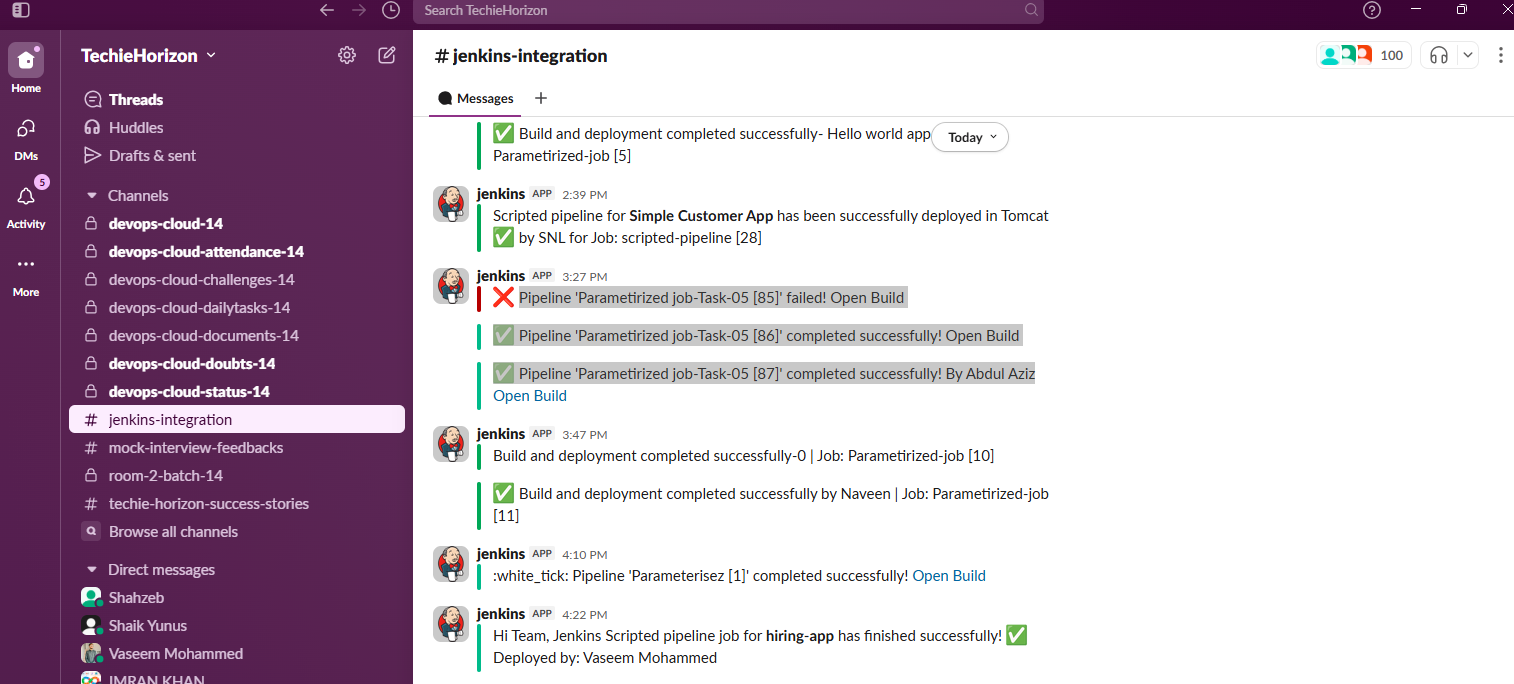 Search TechieHorizon
Home
DMs
5
Activity
More
TechieHorizon
Threads
Huddles
Drafts & sent
Channels
devops-cloud-14
devops-cloud-attendance-14
devops-cloud-challenges-14
devops-cloud-dailytasks-14
devops-cloud-documents-14
devops-cloud-doubts-14
devops-cloud-status-14
# jenkins-integration
# mock-interview-feedbacks
room-2-batch-14
# techie-horizon-success-stories
Browse all channels
Direct messages
Shahzeb
Shaik Yunus
Vaseem Mohammed
IMRAN KHAN
# jenkins-integration
100
Messages
Today
✅ Build and deployment completed successfully- Hello world app
Parametirized-job [5]
jenkins APP 2:39 PM
Scripted pipeline for Simple Customer App has been successfully deployed in Tomcat
✅ by SNL for Job: scripted-pipeline [28]
jenkins APP 3:27 PM
❌ Pipeline 'Parametirized job-Task-05 [85]' failed! Open Build
✅ Pipeline 'Parametirized job-Task-05 [86]' completed successfully! Open Build
✅ Pipeline 'Parametirized job-Task-05 [87]' completed successfully! By Abdul Aziz
Open Build
jenkins APP 3:47 PM
Build and deployment completed successfully-0 | Job: Parametirized-job [10]
✅ Build and deployment completed successfully by Naveen | Job: Parametirized-job
[11]
jenkins APP 4:10 PM
:white_tick: Pipeline 'Parameterisez [1]' completed successfully! Open Build
jenkins APP 4:22 PM
Hi Team, Jenkins Scripted pipeline job for hiring-app has finished successfully! ✅
Deployed by: Vaseem Mohammed